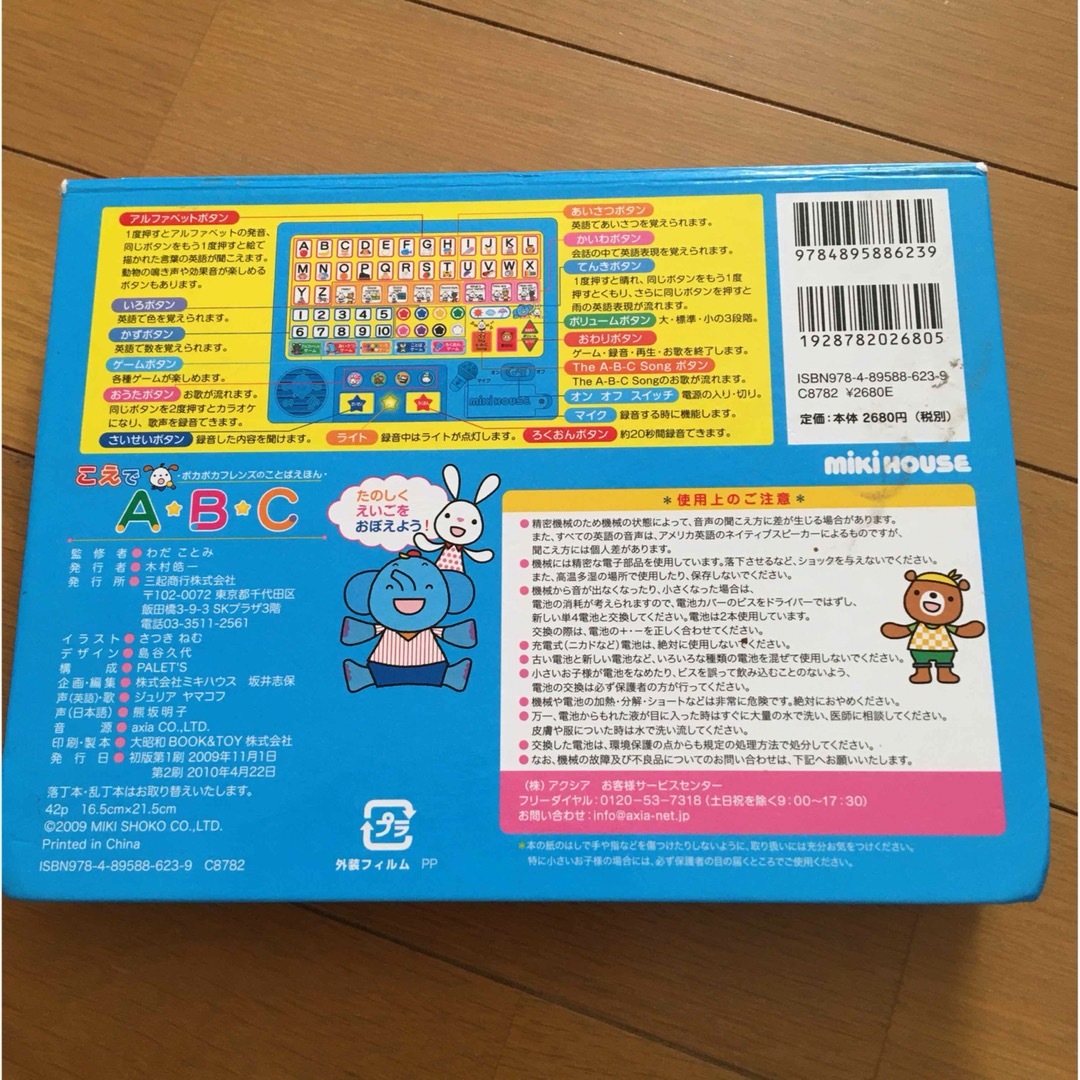 アルファベットボタン
1度押すとアルファベットの発音、
同じボタンをもう1度押すと絵で
描かれた言葉の英語が聞こえます。
動物の鳴き声や効果音が楽しめる
ボタンもあります。
いろボタン
英語で色を覚えられます。
かずボタン
英語で数を覚えられます。
ゲームボタン
各種ゲームが楽しめます。
おうたボタン お歌が流れます。
同じボタンを2度押すとカラオケ
になり、歌声を録音できます。
さいせいボタン 録音した内容を聞けます。
ライト 録音中はライトが点灯します。
ろくおんボタン 約20秒間録音できます。
A B C D E F G H I J K L
M N O P Q R S T U V W X
Y Z
1 2 3 4 5
6 7 8 9 10
マイク
オン オフ
miki HOUSE
あいさつボタン
英語であいさつを覚えられます。
かいわボタン
会話の中で英語表現を覚えられます。
てんきボタン
1度押すと晴れ、同じボタンをもう1度
押すとくもり、さらに同じボタンを押すと
雨の英語表現が流れます。
ボリュームボタン 大・標準・小の3段階。
おわりボタン
ゲーム・録音・再生・お歌を終了します。
The A-B-C Song ボタン
The A-B-C Songのお歌が流れます。
オン オフ スイッチ 電源の入り・切り。
マイク 録音する時に機能します。
9784895886239
1928782026805
ISBN978-4-89588-623-9
C8782 ¥2680E
定価:本体 2680円(税別)
miki HOUSE
こえで
・ポカポカフレンズのことばえほん・
A★B★C
監修者●わだ ことみ
発行者●木村皓一
発行所●三起商行株式会社
〒102-0072 東京都千代田区
飯田橋3-9-3 SKプラザ3階
電話03-3511-2561
イラスト●さつき ねむ
デザイン●島谷久代
構成●PALET'S
企画・編集●株式会社ミキハウス 坂井志保
声(英語)・歌●ジュリア ヤマコフ
声(日本語)●熊坂明子
音源●axia CO.,LTD.
印刷・製本●大昭和BOOK&TOY株式会社
発行日●初版第1刷 2009年11月1日
第2刷 2010年4月22日
落丁本・乱丁本はお取り替えいたします。
42p 16.5cm×21.5cm
©2009 MIKI SHOKO CO.,LTD.
Printed in China
ISBN978-4-89588-623-9 C8782
たのしく
えいごを
おぼえよう!
プラ
外装フィルム PP
*使用上のご注意*
●精密機械のため機械の状態によって、音声の聞こえ方に差が生じる場合があります。
また、すべての英語の音声は、アメリカ英語のネイティブスピーカーによるものですが、
聞こえ方には個人差があります。
●機械には精密な電子部品を使用しています。落下させるなど、ショックを与えないでください。
また、高温多湿の場所で使用したり、保存しないでください。
●機械から音が出なくなったり、小さくなった場合は、
電池の消耗が考えられますので、電池カバーのビスをドライバーではずし、
新しい単4電池と交換してください。電池は2本使用しています。
交換の際は、電池の+・-を正しく合わせてください。
●充電式(ニカドなど)電池は、絶対に使用しないでください。
●古い電池と新しい電池など、いろいろな種類の電池を混ぜて使用しないでください。
●小さいお子様が電池をなめたり、ビスを誤って飲み込むことのないよう、
電池の交換は必ず保護者の方が行ってください。
●機械や電池の加熱・分解・ショートなどは非常に危険です。絶対におやめください。
●万一、電池からもれた液が目に入った時はすぐに大量の水で洗い、医師に相談してください。
皮膚や服についた時は水で洗い流してください。
●交換した電池は、環境保護の点からも規定の処理方法で処分してください。
●なお、機械の故障及び不良品についてのお問い合わせは、下記へお願いいたします。
(株)アクシア お客様サービスセンター
フリーダイヤル:0120-53-7318(土日祝を除く9:00~17:30)
お問い合わせ:info@axia-net.jp
*本の紙のはしで手や指などを傷つけたりしないように、取り扱いには充分お気をつけください。
特に小さいお子様の場合には、必ず保護者の目の届くところでご使用ください。